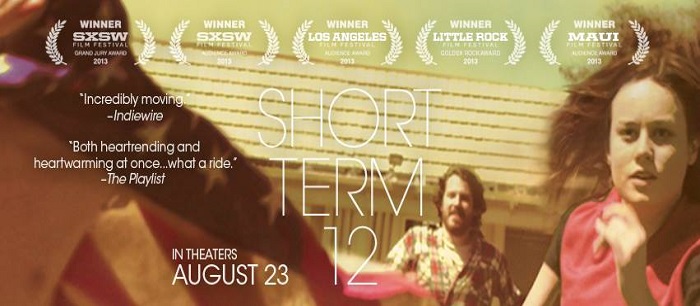 WINNER
SXSW
FILM FESTIVAL
GRAND JURY AWARD
2013
WINNER
SXSW
FILM FESTIVAL
AUDIENCE AWARD
2013
WINNER
LOS ANGELES
FILM FESTIVAL
AUDIENCE AWARD
2013
WINNER
LITTLE ROCK
FILM FESTIVAL
GOLDEN ROCK AWARD
2013
WINNER
MAUI
FILM FESTIVAL
AUDIENCE AWARD
2013
"Incredibly moving."
–Indiewire
"Both heartrending and
heartwarming at once...what a ride."
–The Playlist
SHORT
TERM
12
IN THEATERS
AUGUST 23